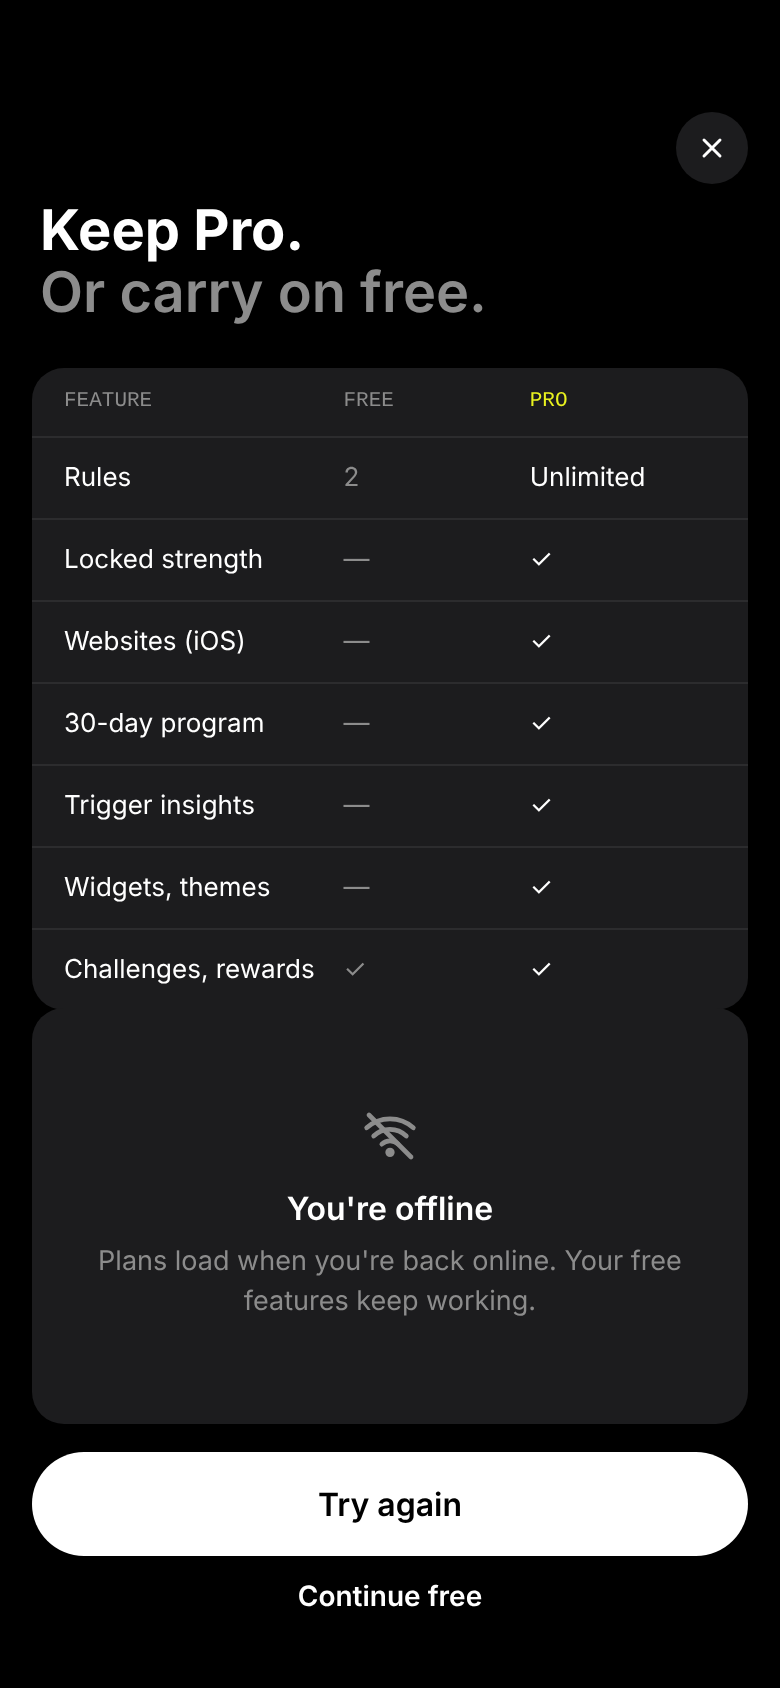 Keep Pro.
Or carry on free.
FEATURE FREE PRO
Rules 2 Unlimited
Locked strength — ✓
Websites (iOS) — ✓
30-day program — ✓
Trigger insights — ✓
Widgets, themes — ✓
Challenges, rewards ✓ ✓
You're offline
Plans load when you're back online. Your free
features keep working.
Try again
Continue free